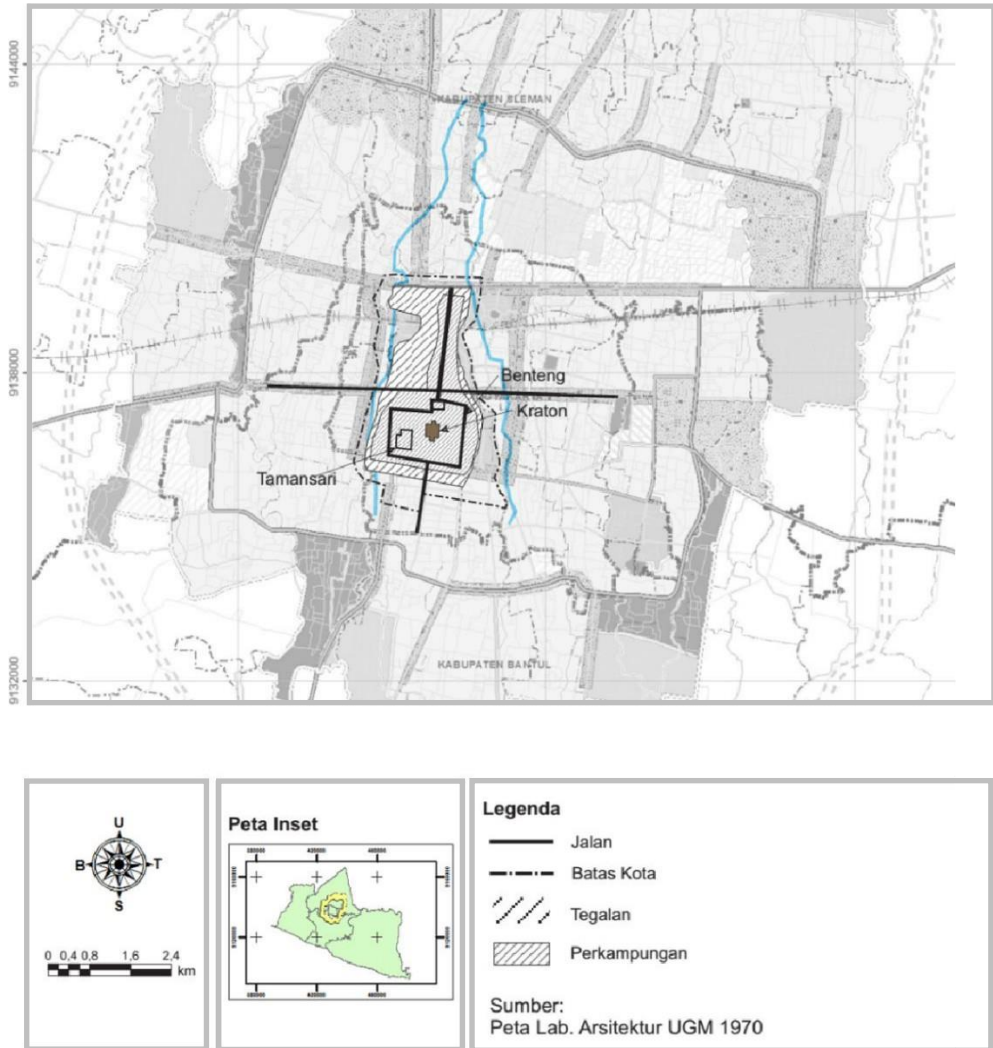 9144000
KABUPATEN SLEMAN
9138000
Benteng
Kraton
Tamansari
KABUPATEN BANTUL
9132000
U
B T
S
0 0,4 0,8 1,6 2,4
km
Peta Inset
Legenda
Jalan
Batas Kota
Tegalan
Perkampungan
Sumber:
Peta Lab. Arsitektur UGM 1970